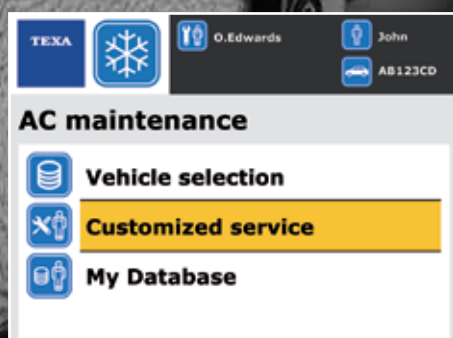 TEXA
O.Edwards
John
AB123CD
AC maintenance
Vehicle selection
Customized service
My Database